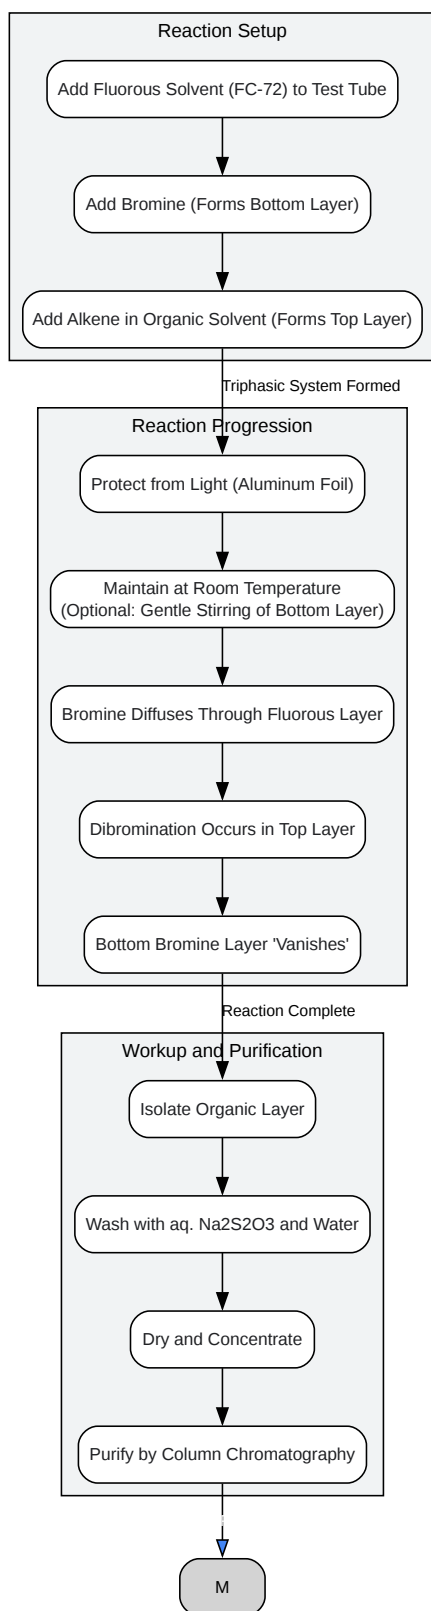 Reaction Setup
Add Fluorous Solvent (FC-72) to Test Tube
Add Bromine (Forms Bottom Layer)
Add Alkene in Organic Solvent (Forms Top Layer)
Triphasic System Formed
Reaction Progression
Protect from Light (Aluminum Foil)
Maintain at Room Temperature
(Optional: Gentle Stirring of Bottom Layer)
Bromine Diffuses Through Fluorous Layer
Dibromination Occurs in Top Layer
Bottom Bromine Layer 'Vanishes'
Reaction Complete
Workup and Purification
Isolate Organic Layer
Wash with aq. Na2S2O3 and Water
Dry and Concentrate
Purify by Column Chromatography
M